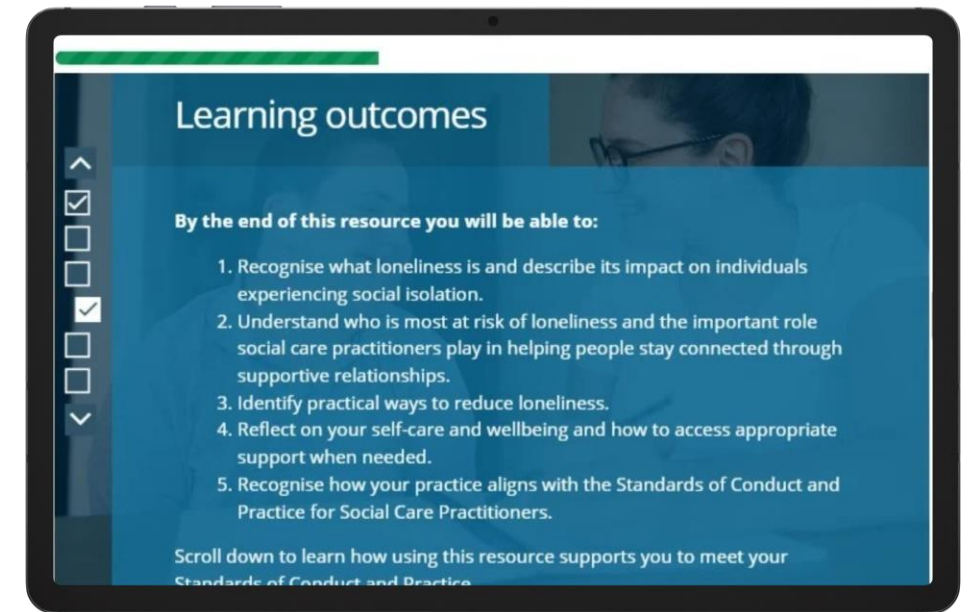 Learning outcomes
By the end of this resource you will be able to:
1. Recognise what loneliness is and describe its impact on individuals
experiencing social isolation.
2. Understand who is most at risk of loneliness and the important role
social care practitioners play in helping people stay connected through
supportive relationships.
3. Identify practical ways to reduce loneliness.
4. Reflect on your self-care and wellbeing and how to access appropriate
support when needed.
5. Recognise how your practice aligns with the Standards of Conduct and
Practice for Social Care Practitioners.
Scroll down to learn how using this resource supports you to meet your
Standards of Conduct and Practice